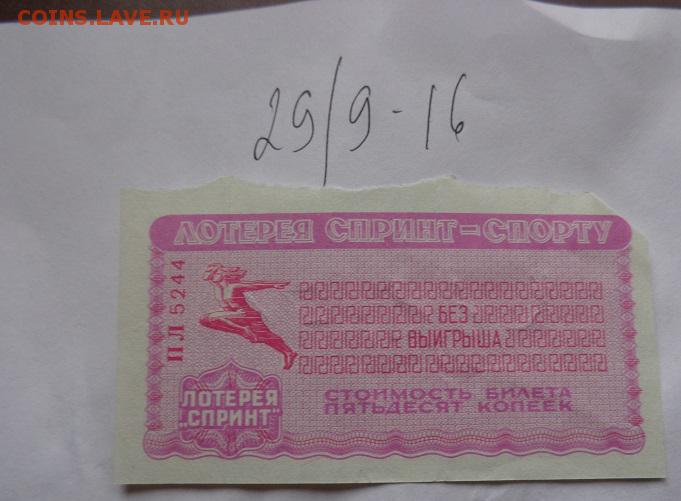 COINS.LAVE.RU
29/9-16
ЛОТЕРЕЯ СПРИНТ-СПОРТУ
ПЛ 5244
БЕЗ
ВЫИГРЫША
ЛОТЕРЕЯ
„СПРИНТ"
СТОИМОСТЬ БИЛЕТА
ПЯТЬДЕСЯТ КОПЕЕК